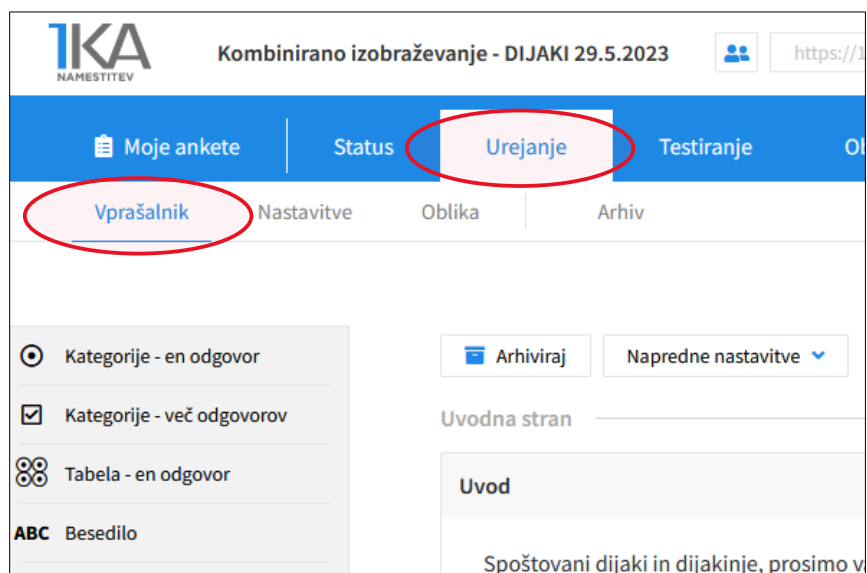 1KA
NAMESTITEV
Kombinirano izobraževanje - DIJAKI 29.5.2023
https://1
Moje ankete
Status
Urejanje
Testiranje
Vprašalnik
Nastavitve
Oblika
Arhiv
Kategorije - en odgovor
Kategorije - več odgovorov
Tabela - en odgovor
ABC Besedilo
Arhiviraj
Napredne nastavitve
Uvodna stran
Uvod
Spoštovani dijaki in dijakinje, prosimo